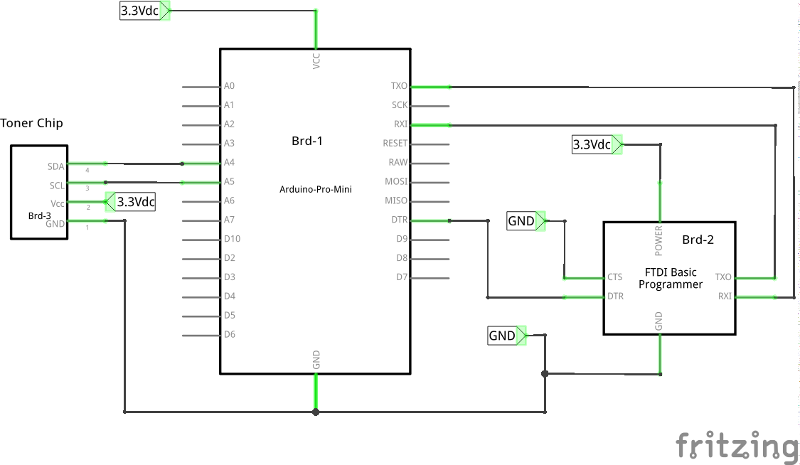 3.3Vdc
VCC
A0
A1
A2
A3
A4
A5
A6
A7
D10
D2
D3
D4
D5
D6
Brd-1
Arduino-Pro-Mini
TXO
SCK
RXI
RESET
RAW
MOSI
MISO
DTR
D9
D8
D7
GND
Toner Chip
SDA 4
SCL 3
Vcc 2
GND 1
Brd-3
3.3Vdc
3.3Vdc
GND
POWER
Brd-2
FTDI Basic
Programmer
CTS
DTR
TXO
RXI
GND
GND
fritzing